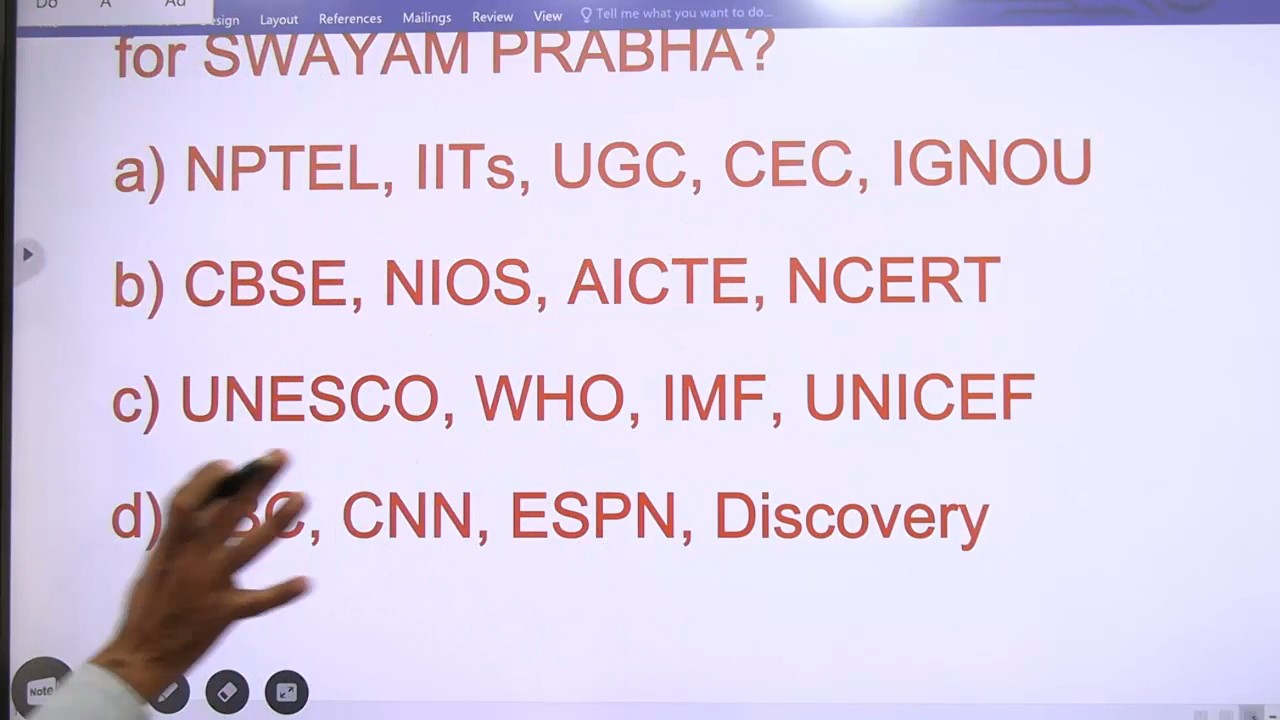 Layout References Mailings Review View Tell me what you want to do...
for SWAYAM PRABHA?
a) NPTEL, IITs, UGC, CEC, IGNOU
b) CBSE, NIOS, AICTE, NCERT
c) UNESCO, WHO, IMF, UNICEF
d) CNN, ESPN, Discovery
Note